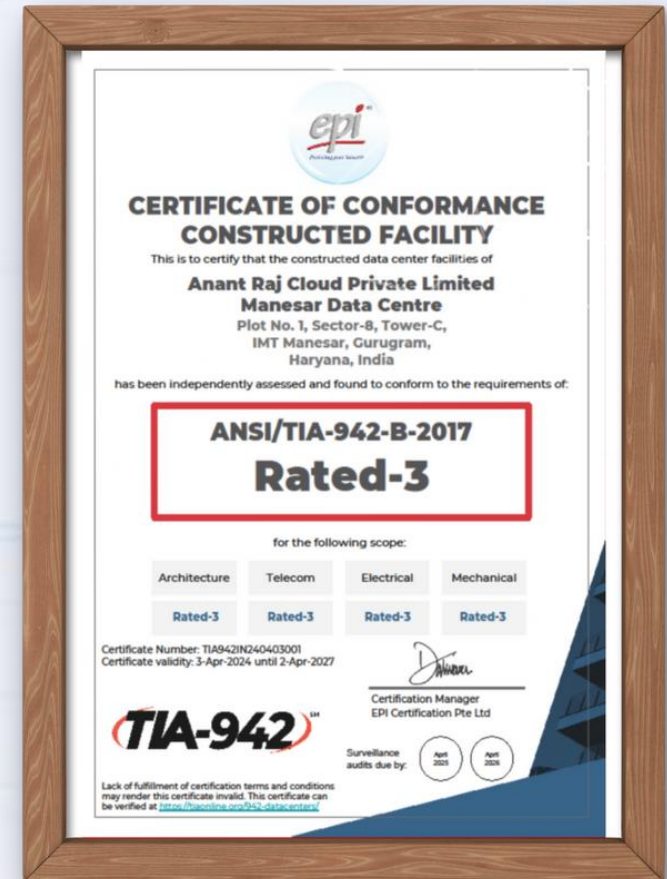 epi
CERTIFICATE OF CONFORMANCE
CONSTRUCTED FACILITY
This is to certify that the constructed data center facilities of
Anant Raj Cloud Private Limited
Manesar Data Centre
Plot No. 1, Sector-8, Tower-C,
IMT Manesar, Gurugram,
Haryana, India
has been independently assessed and found to conform to the requirements of:
ANSI/TIA-942-B-2017
Rated-3
for the following scope:
Architecture Telecom Electrical Mechanical
Rated-3 Rated-3 Rated-3 Rated-3
Certificate Number: TIA942IN240403001
Certificate validity: 3-Apr-2024 until 2-Apr-2027
Certification Manager
EPI Certification Pte Ltd
TIA-942 SM
Surveillance
audits due by:
April
2025
April
2026
Lack of fulfillment of certification terms and conditions
may render this certificate invalid. This certificate can
be verified at https://tiaonline.org/942-datacenters/